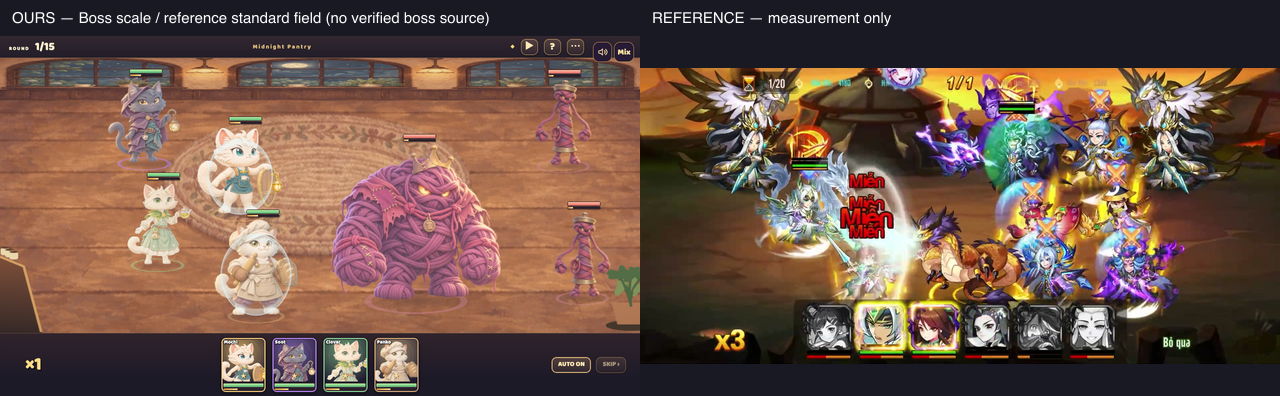 OURS — Boss scale / reference standard field (no verified boss source)
REFERENCE — measurement only
ROUND 1/15
Midnight Pantry
?
Mix
1/20
1/1
Miễn
Miễn
Miễn
Miễn
Mochi
Soot
Clover
Panko
×1
AUTO ON
SKIP
x3
Bỏ qua